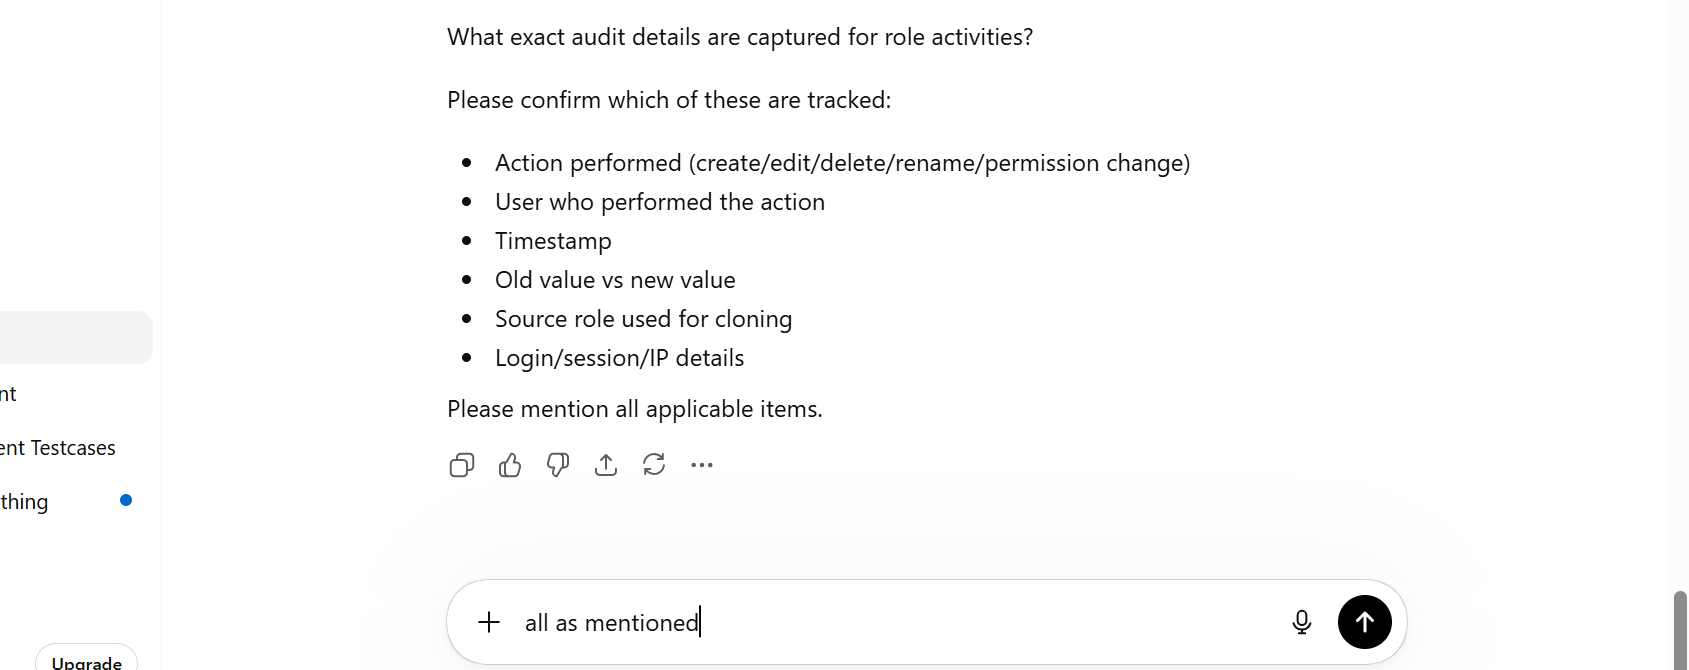 What exact audit details are captured for role activities?
Please confirm which of these are tracked:
• Action performed (create/edit/delete/rename/permission change)
• User who performed the action
• Timestamp
• Old value vs new value
• Source role used for cloning
• Login/session/IP details
Please mention all applicable items.
nt
ent Testcases
thing
all as mentioned
Upgrade